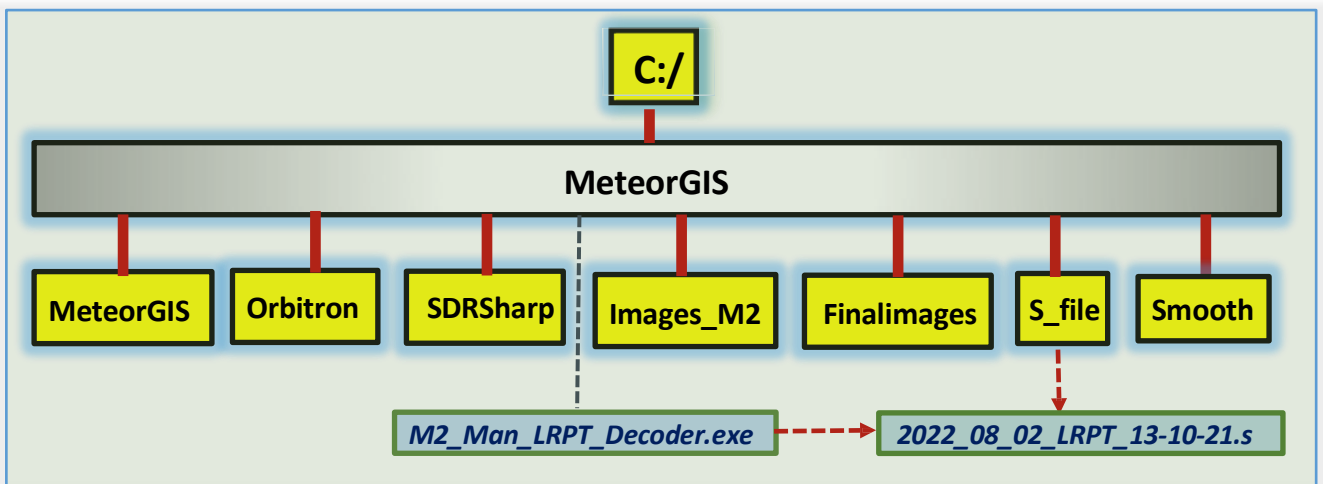 C:/
MeteorGIS
MeteorGIS
Orbitron
SDRSharp
Images_M2
Finalimages
S_file
Smooth
M2_Man_LRPT_Decoder.exe
2022_08_02_LRPT_13-10-21.s